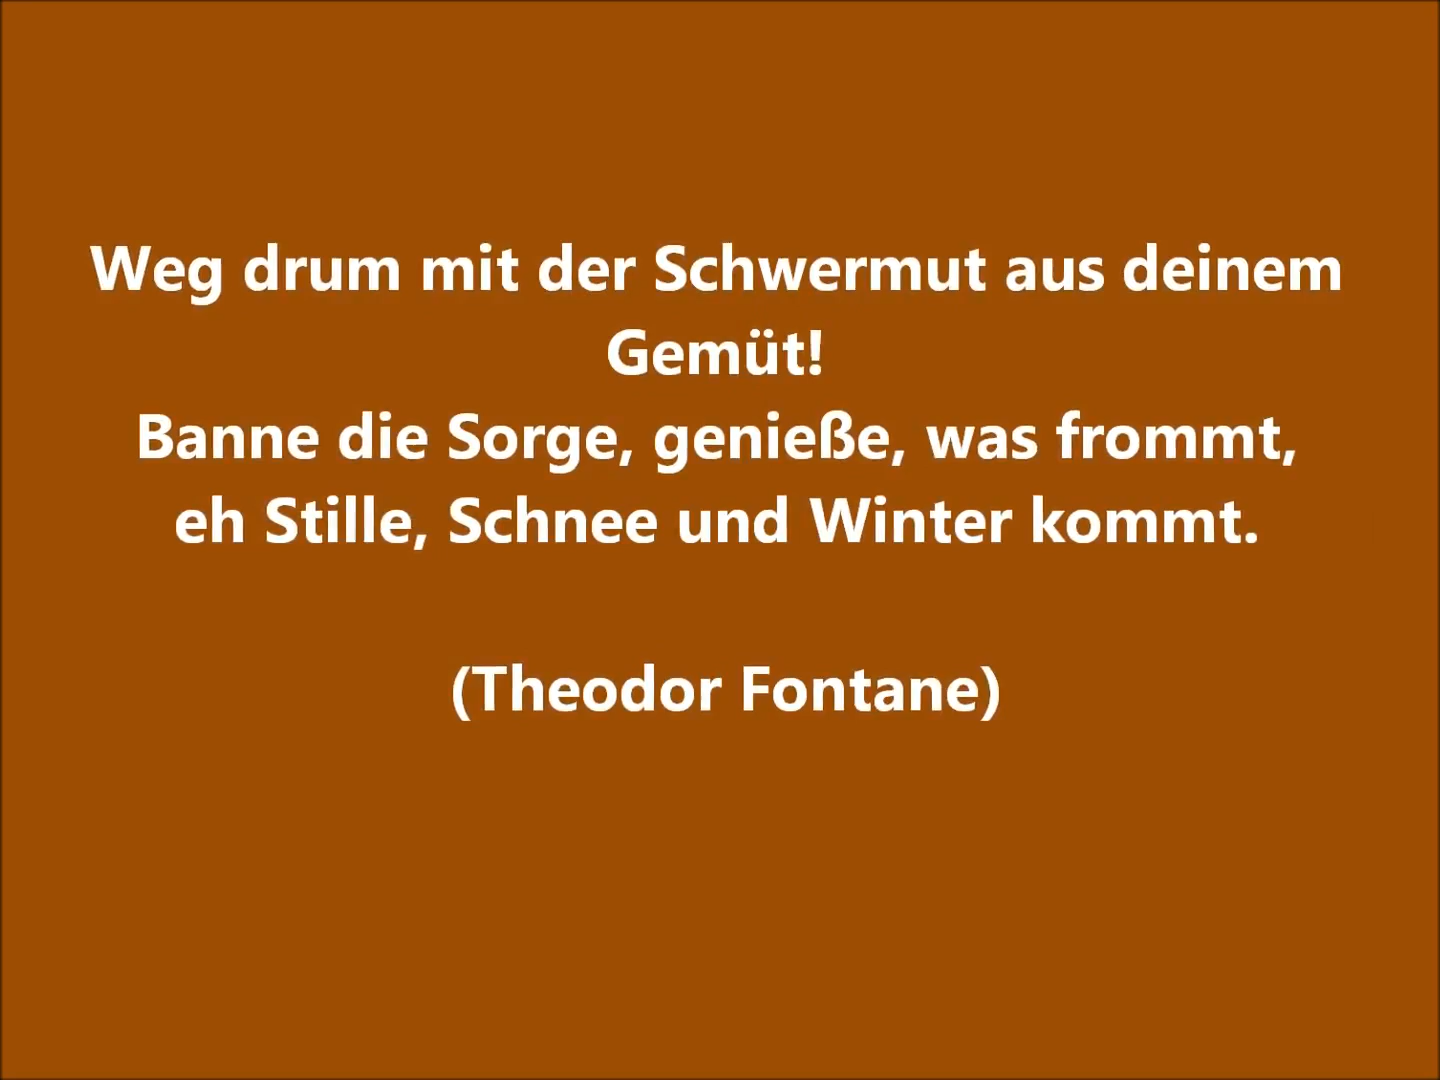 Weg drum mit der Schwermut aus deinem
Gemüt!
Banne die Sorge, genieße, was frommt,
eh Stille, Schnee und Winter kommt.
(Theodor Fontane)